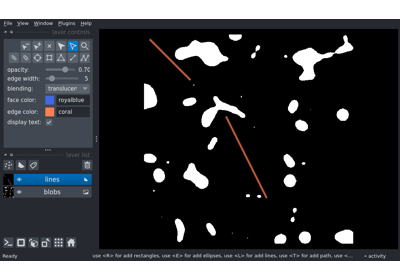 File View Window Plugins Help
layer controls
opacity: 0.70
edge width: 5
blending: translucen
face color: royalblue
edge color: coral
display text:
layer list
lines
blobs
Ready use <R> for add rectangles, use <E> for add ellipses, use <L> for add lines, use <T> for add path, use <... activity